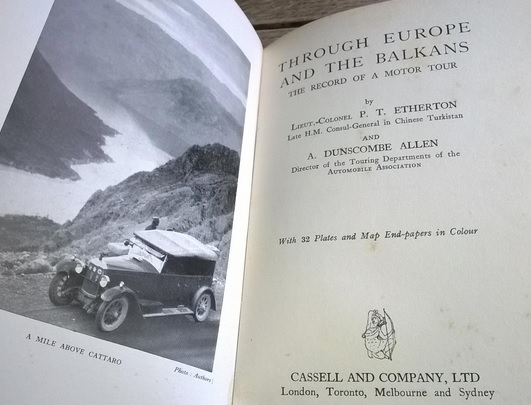 A MILE ABOVE CATTARO
Photo: Authors
THROUGH EUROPE
AND THE BALKANS
THE RECORD OF A MOTOR TOUR
by
LIEUT.-COLONEL P. T. ETHERTON
Late H.M. Consul-General in Chinese Turkistan
AND
A. DUNSCOMBE ALLEN
Director of the Touring Departments of the
AUTOMOBILE ASSOCIATION
With 32 Plates and Map End-papers in Colour
CASSELL AND COMPANY, LTD
London, Toronto, Melbourne and Sydney